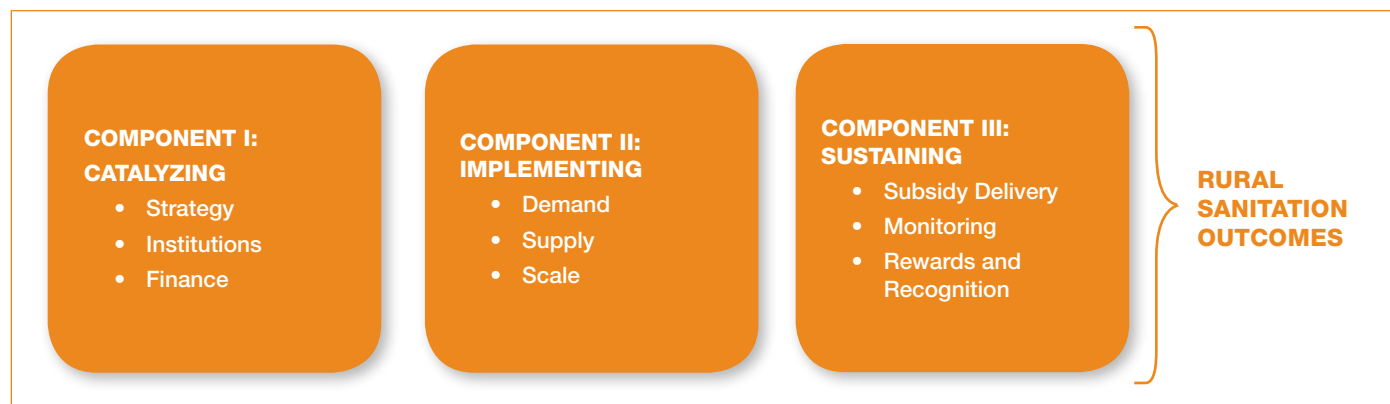 COMPONENT I:
CATALYZING
• Strategy
• Institutions
• Finance
COMPONENT II:
IMPLEMENTING
• Demand
• Supply
• Scale
COMPONENT III:
SUSTAINING
• Subsidy Delivery
• Monitoring
• Rewards and
Recognition
RURAL
SANITATION
OUTCOMES